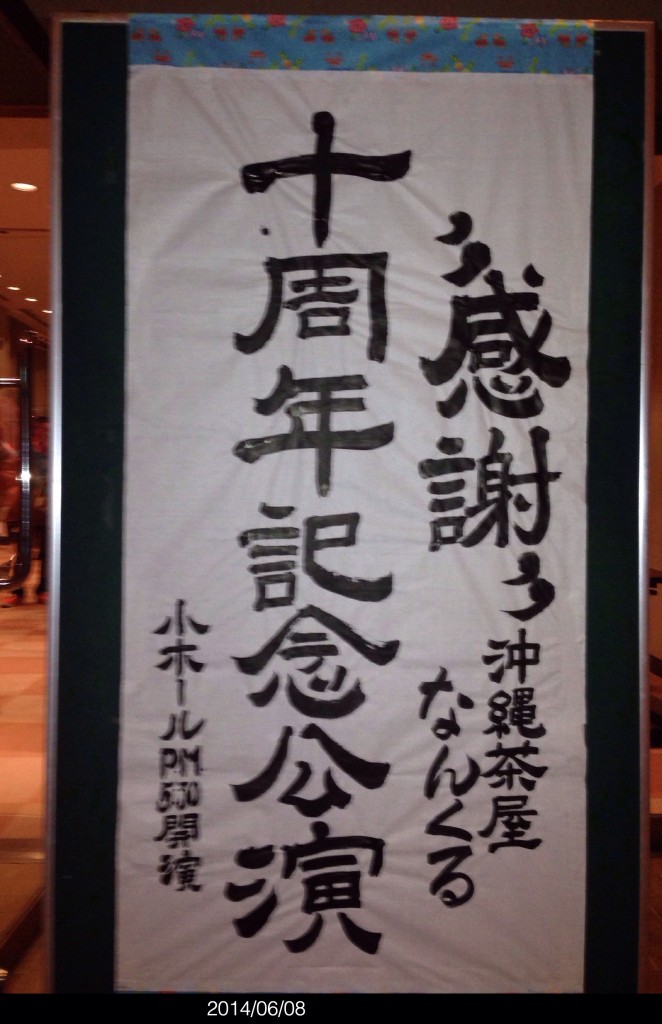 〝感謝〟
沖縄茶屋
なんくる
十周年記念公演
小ホールPM.5:30開演
2014/06/08